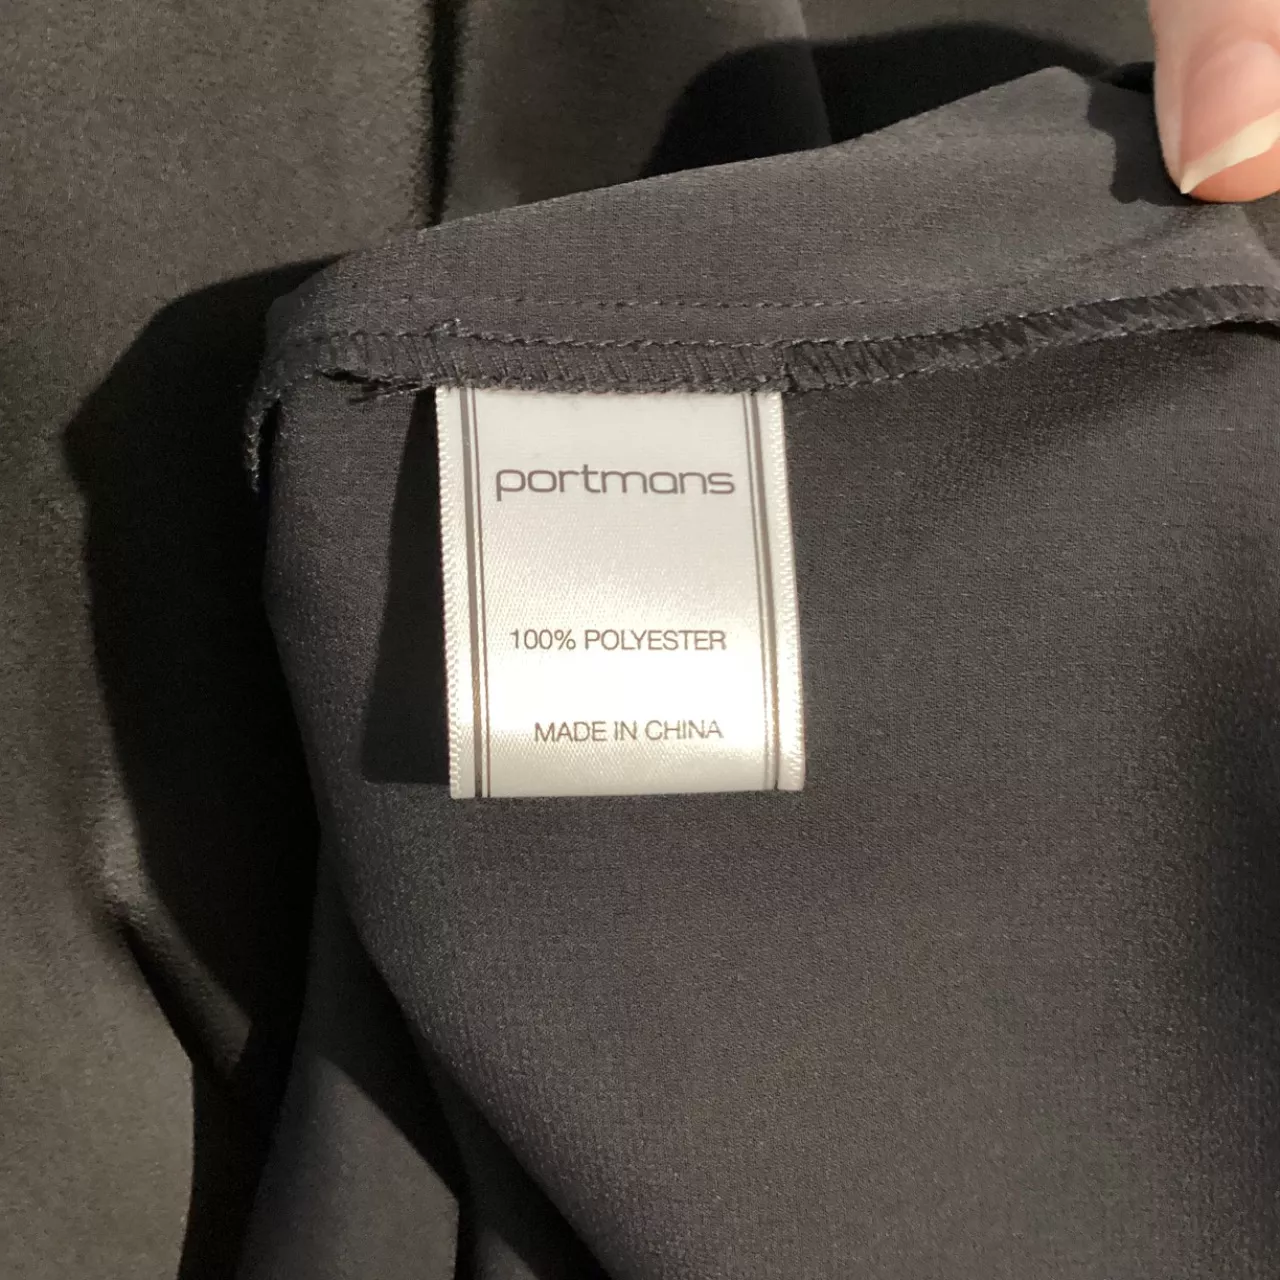 portmans
100% POLYESTER
MADE IN CHINA